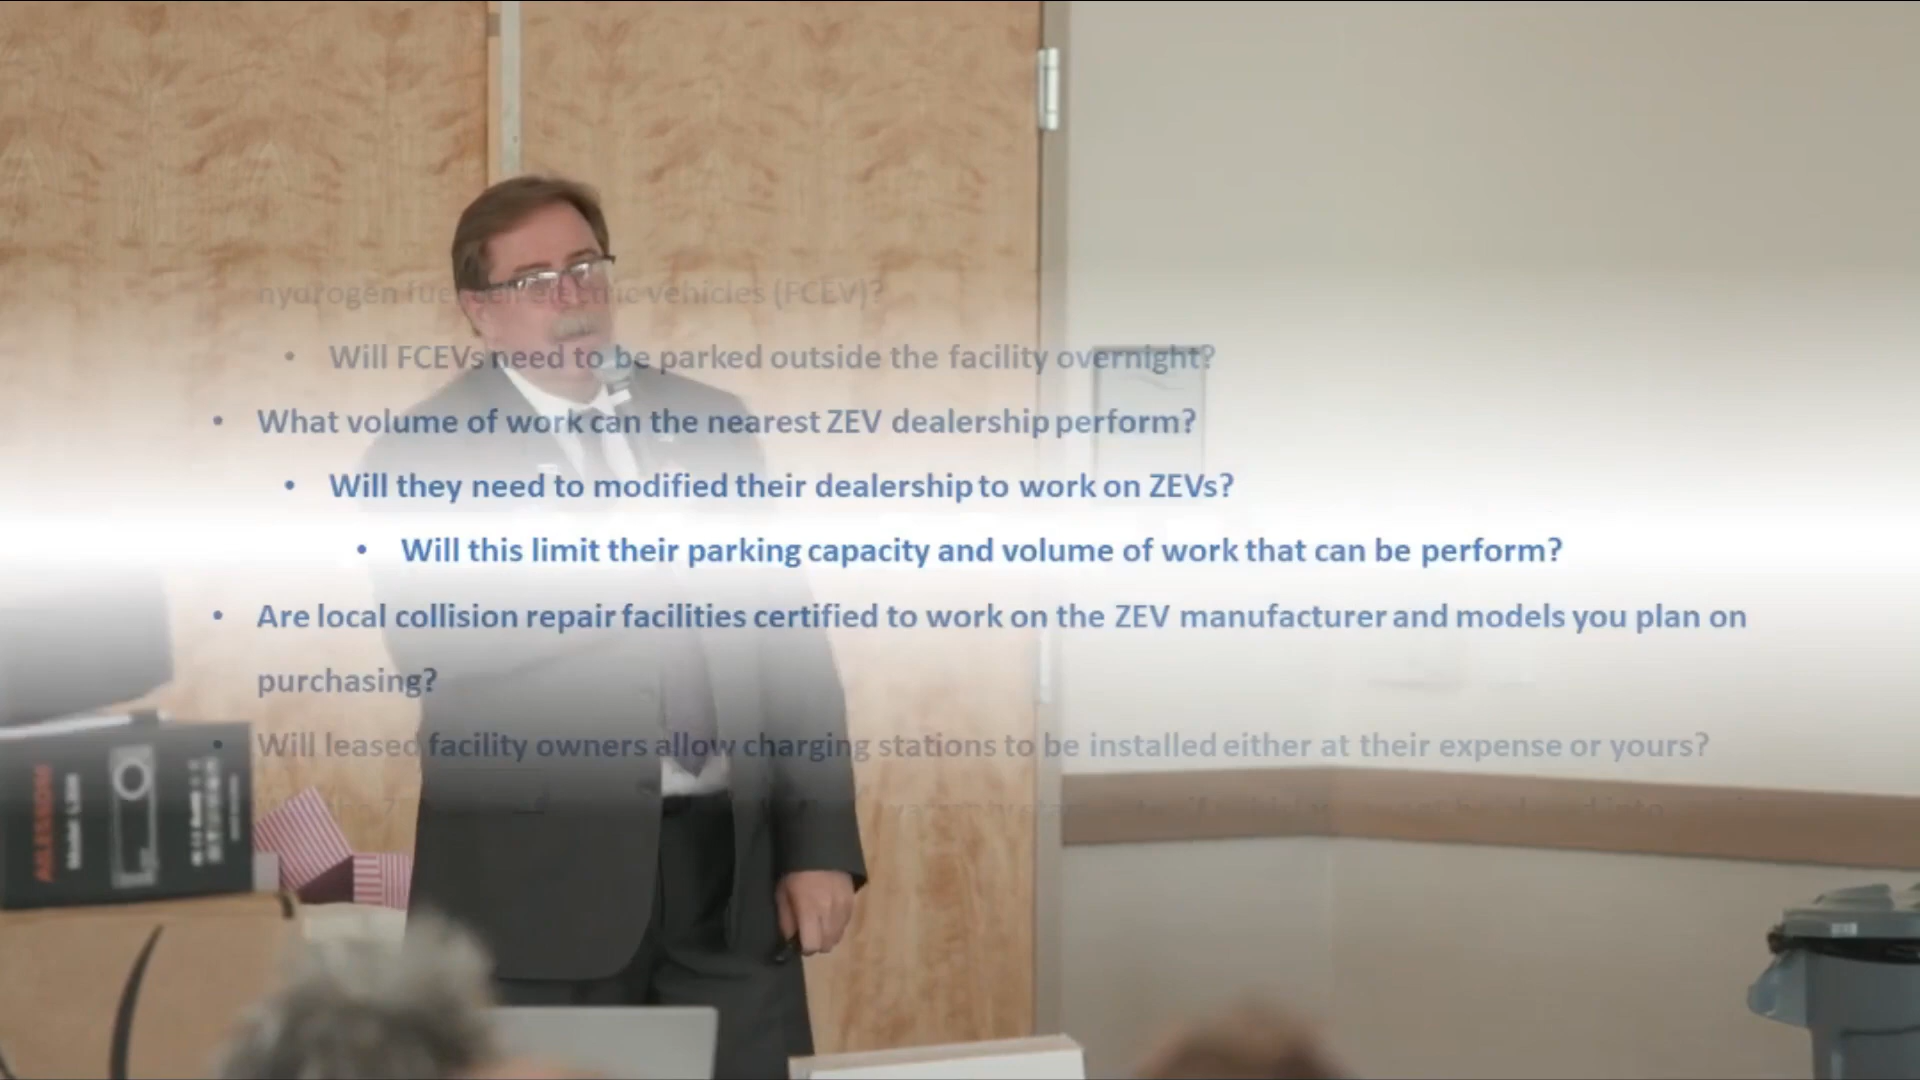 hydrogen fuel cell electric vehicles (FCEV)?
• Will FCEVs need to be parked outside the facility overnight?
• What volume of work can the nearest ZEV dealership perform?
• Will they need to modified their dealership to work on ZEVs?
• Will this limit their parking capacity and volume of work that can be perform?
• Are local collision repair facilities certified to work on the ZEV manufacturer and models you plan on
purchasing?
• Will leased facility owners allow charging stations to be installed either at their expense or yours?